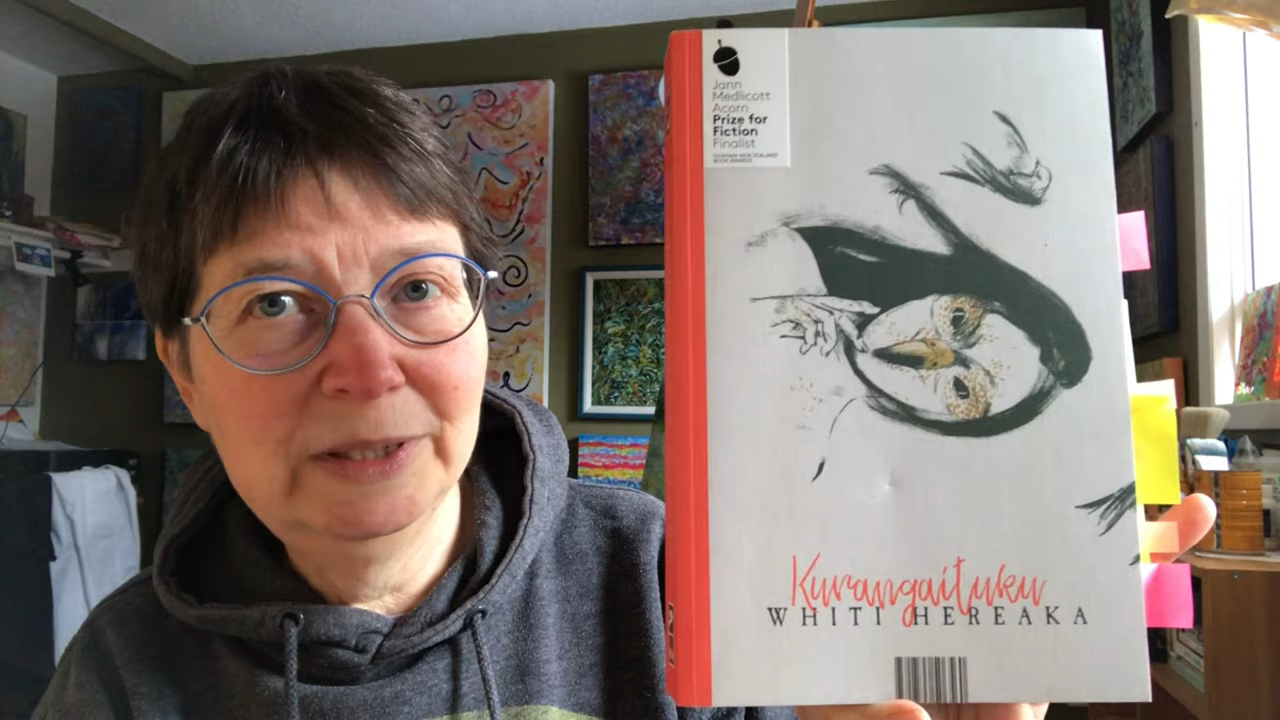 Jann
Medlicott
Acorn
Prize for
Fiction
Finalist
OCKHAM NEW ZEALAND
BOOK AWARDS
Kurangaituku
WHITI HEREAKA